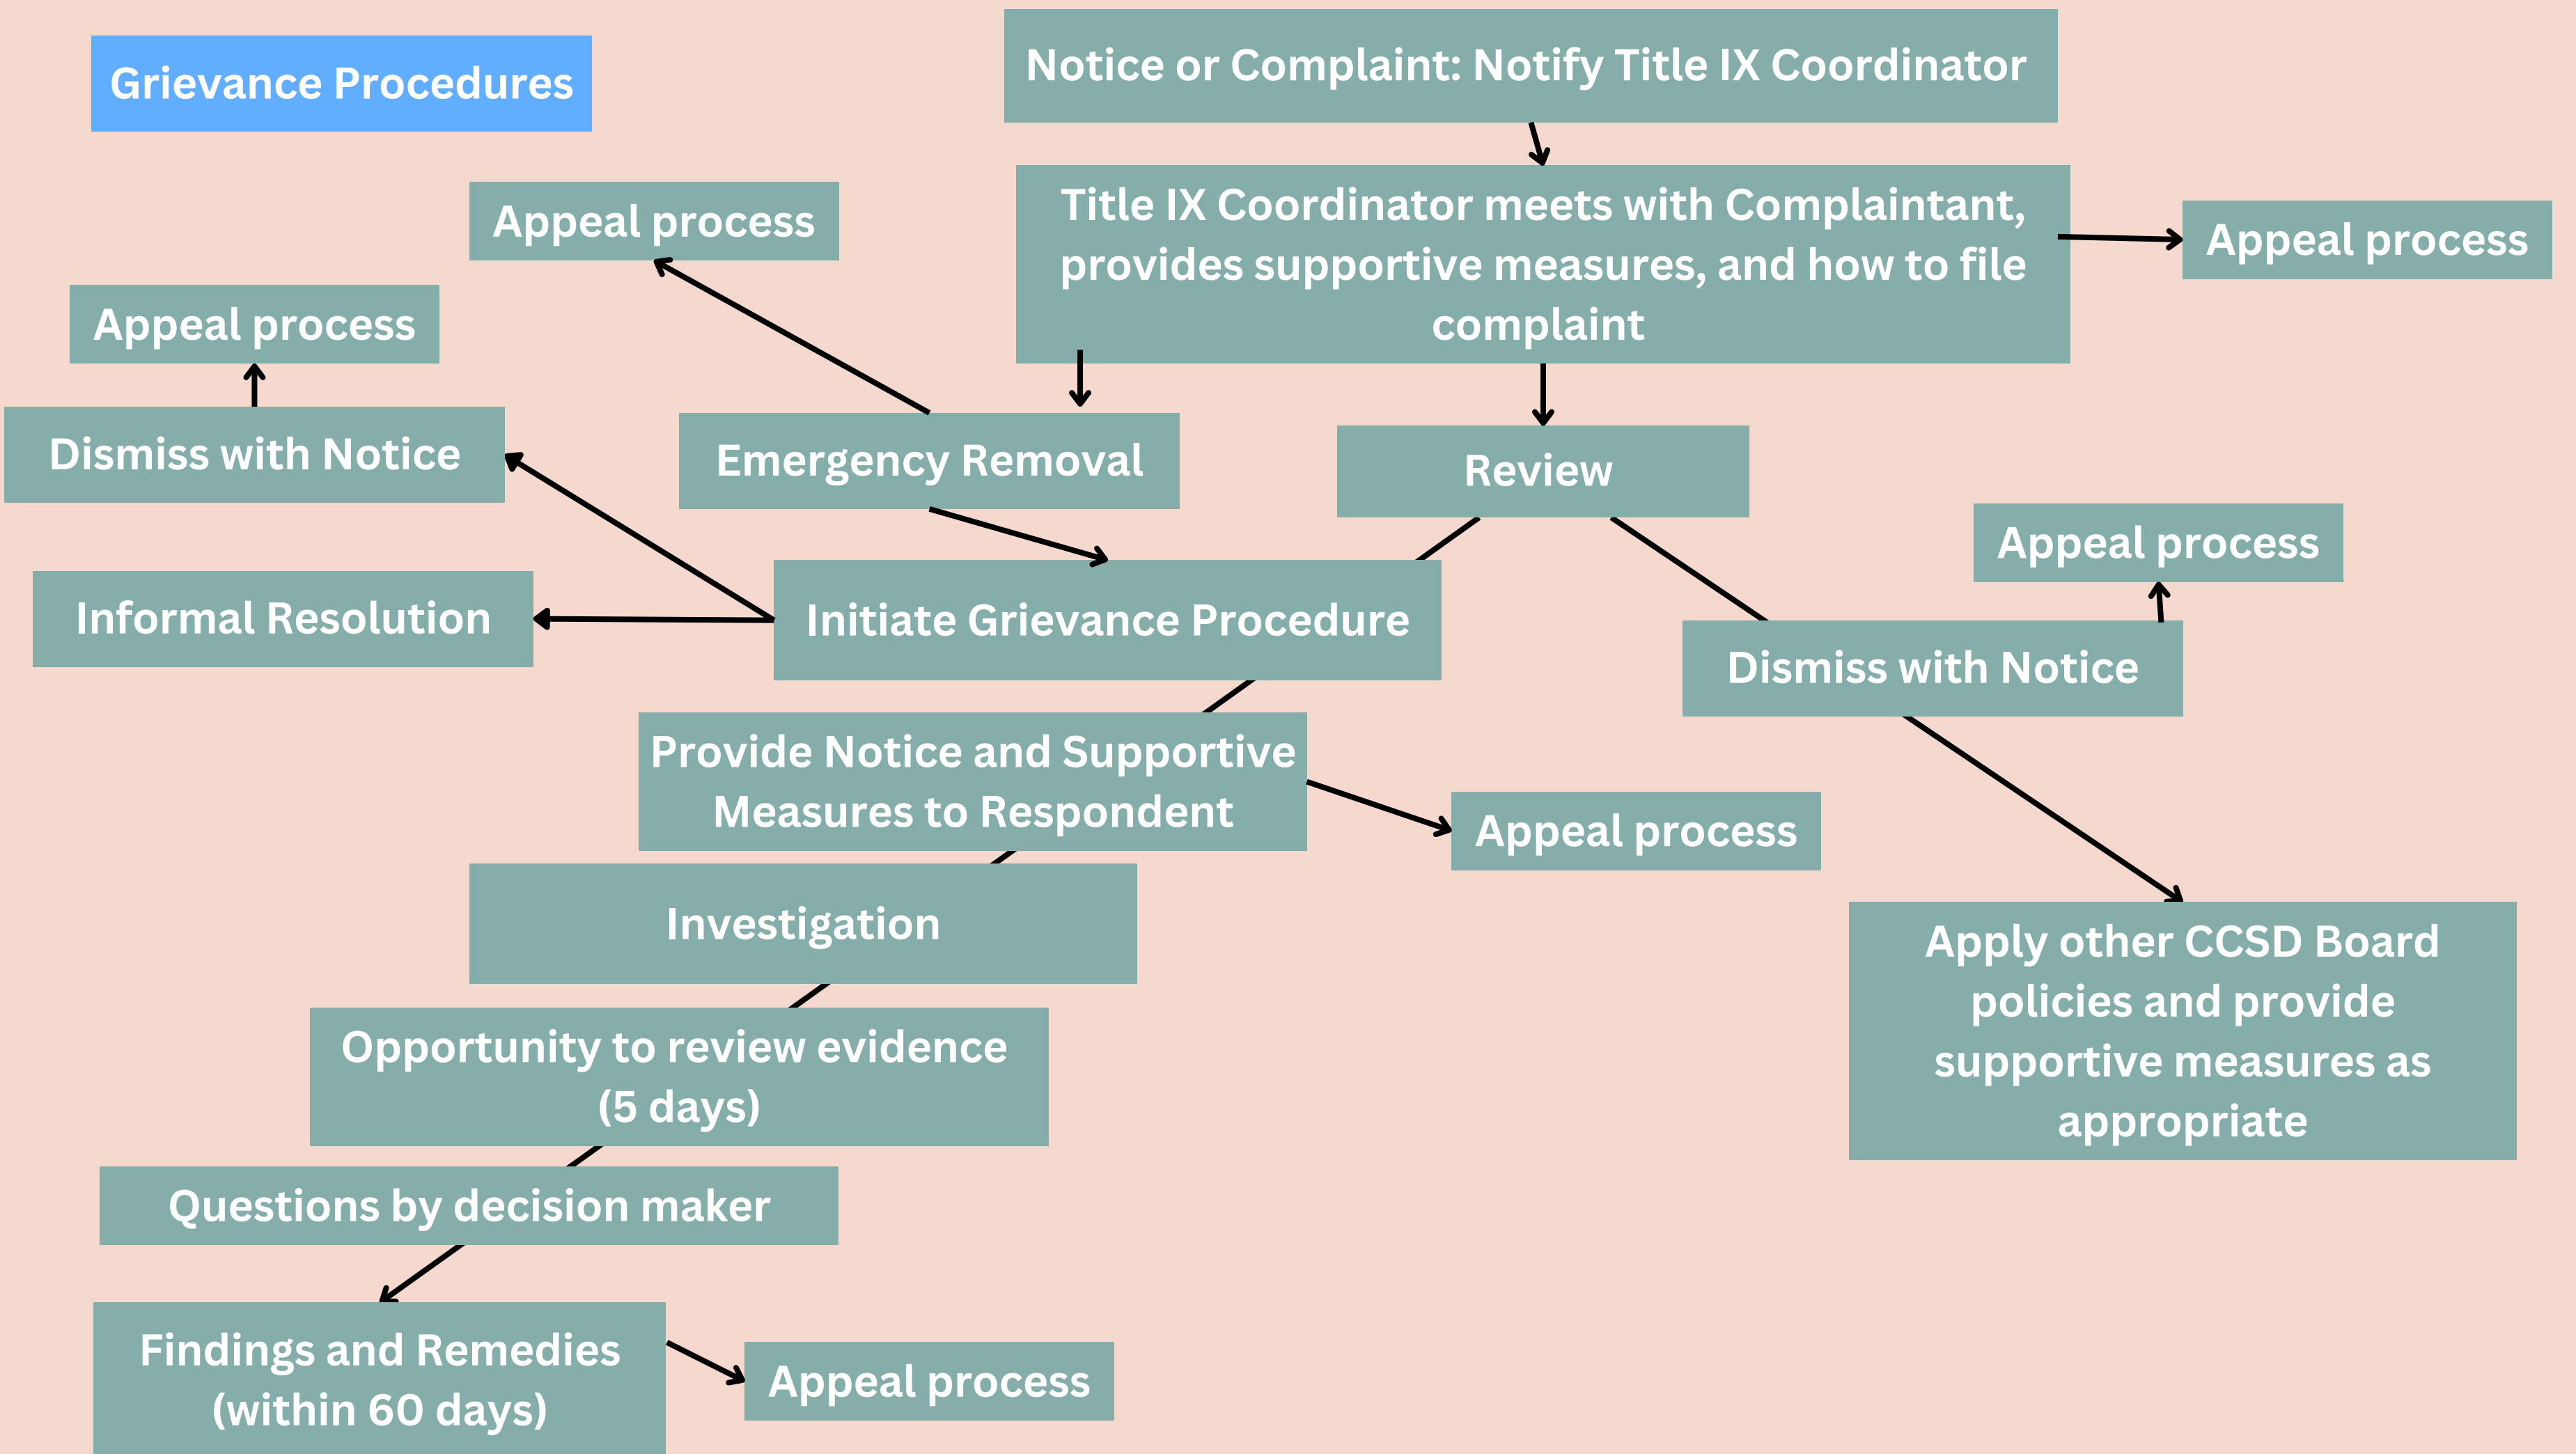 Grievance Procedures
Notice or Complaint: Notify Title IX Coordinator
Title IX Coordinator meets with Complaintant,
provides supportive measures, and how to file
complaint
Appeal process
Appeal process
Appeal process
Dismiss with Notice
Emergency Removal
Review
Appeal process
Informal Resolution
Initiate Grievance Procedure
Dismiss with Notice
Provide Notice and Supportive
Measures to Respondent
Appeal process
Investigation
Apply other CCSD Board
policies and provide
supportive measures as
appropriate
Opportunity to review evidence
(5 days)
Questions by decision maker
Findings and Remedies
(within 60 days)
Appeal process